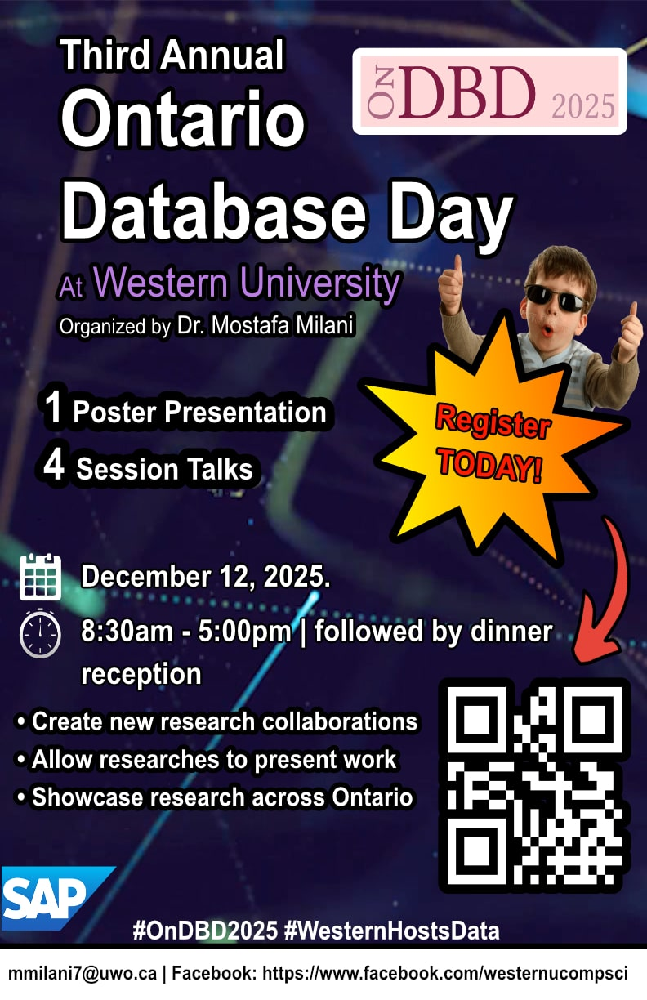 Third Annual
Ontario
Database Day
ON DBD 2025
At Western University
Organized by Dr. Mostafa Milani
1 Poster Presentation
4 Session Talks
Register
TODAY!
December 12, 2025.
8:30am - 5:00pm | followed by dinner
reception
• Create new research collaborations
• Allow researches to present work
• Showcase research across Ontario
SAP
#OnDBD2025 #WesternHostsData
mmilani7@uwo.ca | Facebook: https://www.facebook.com/westernucompsci